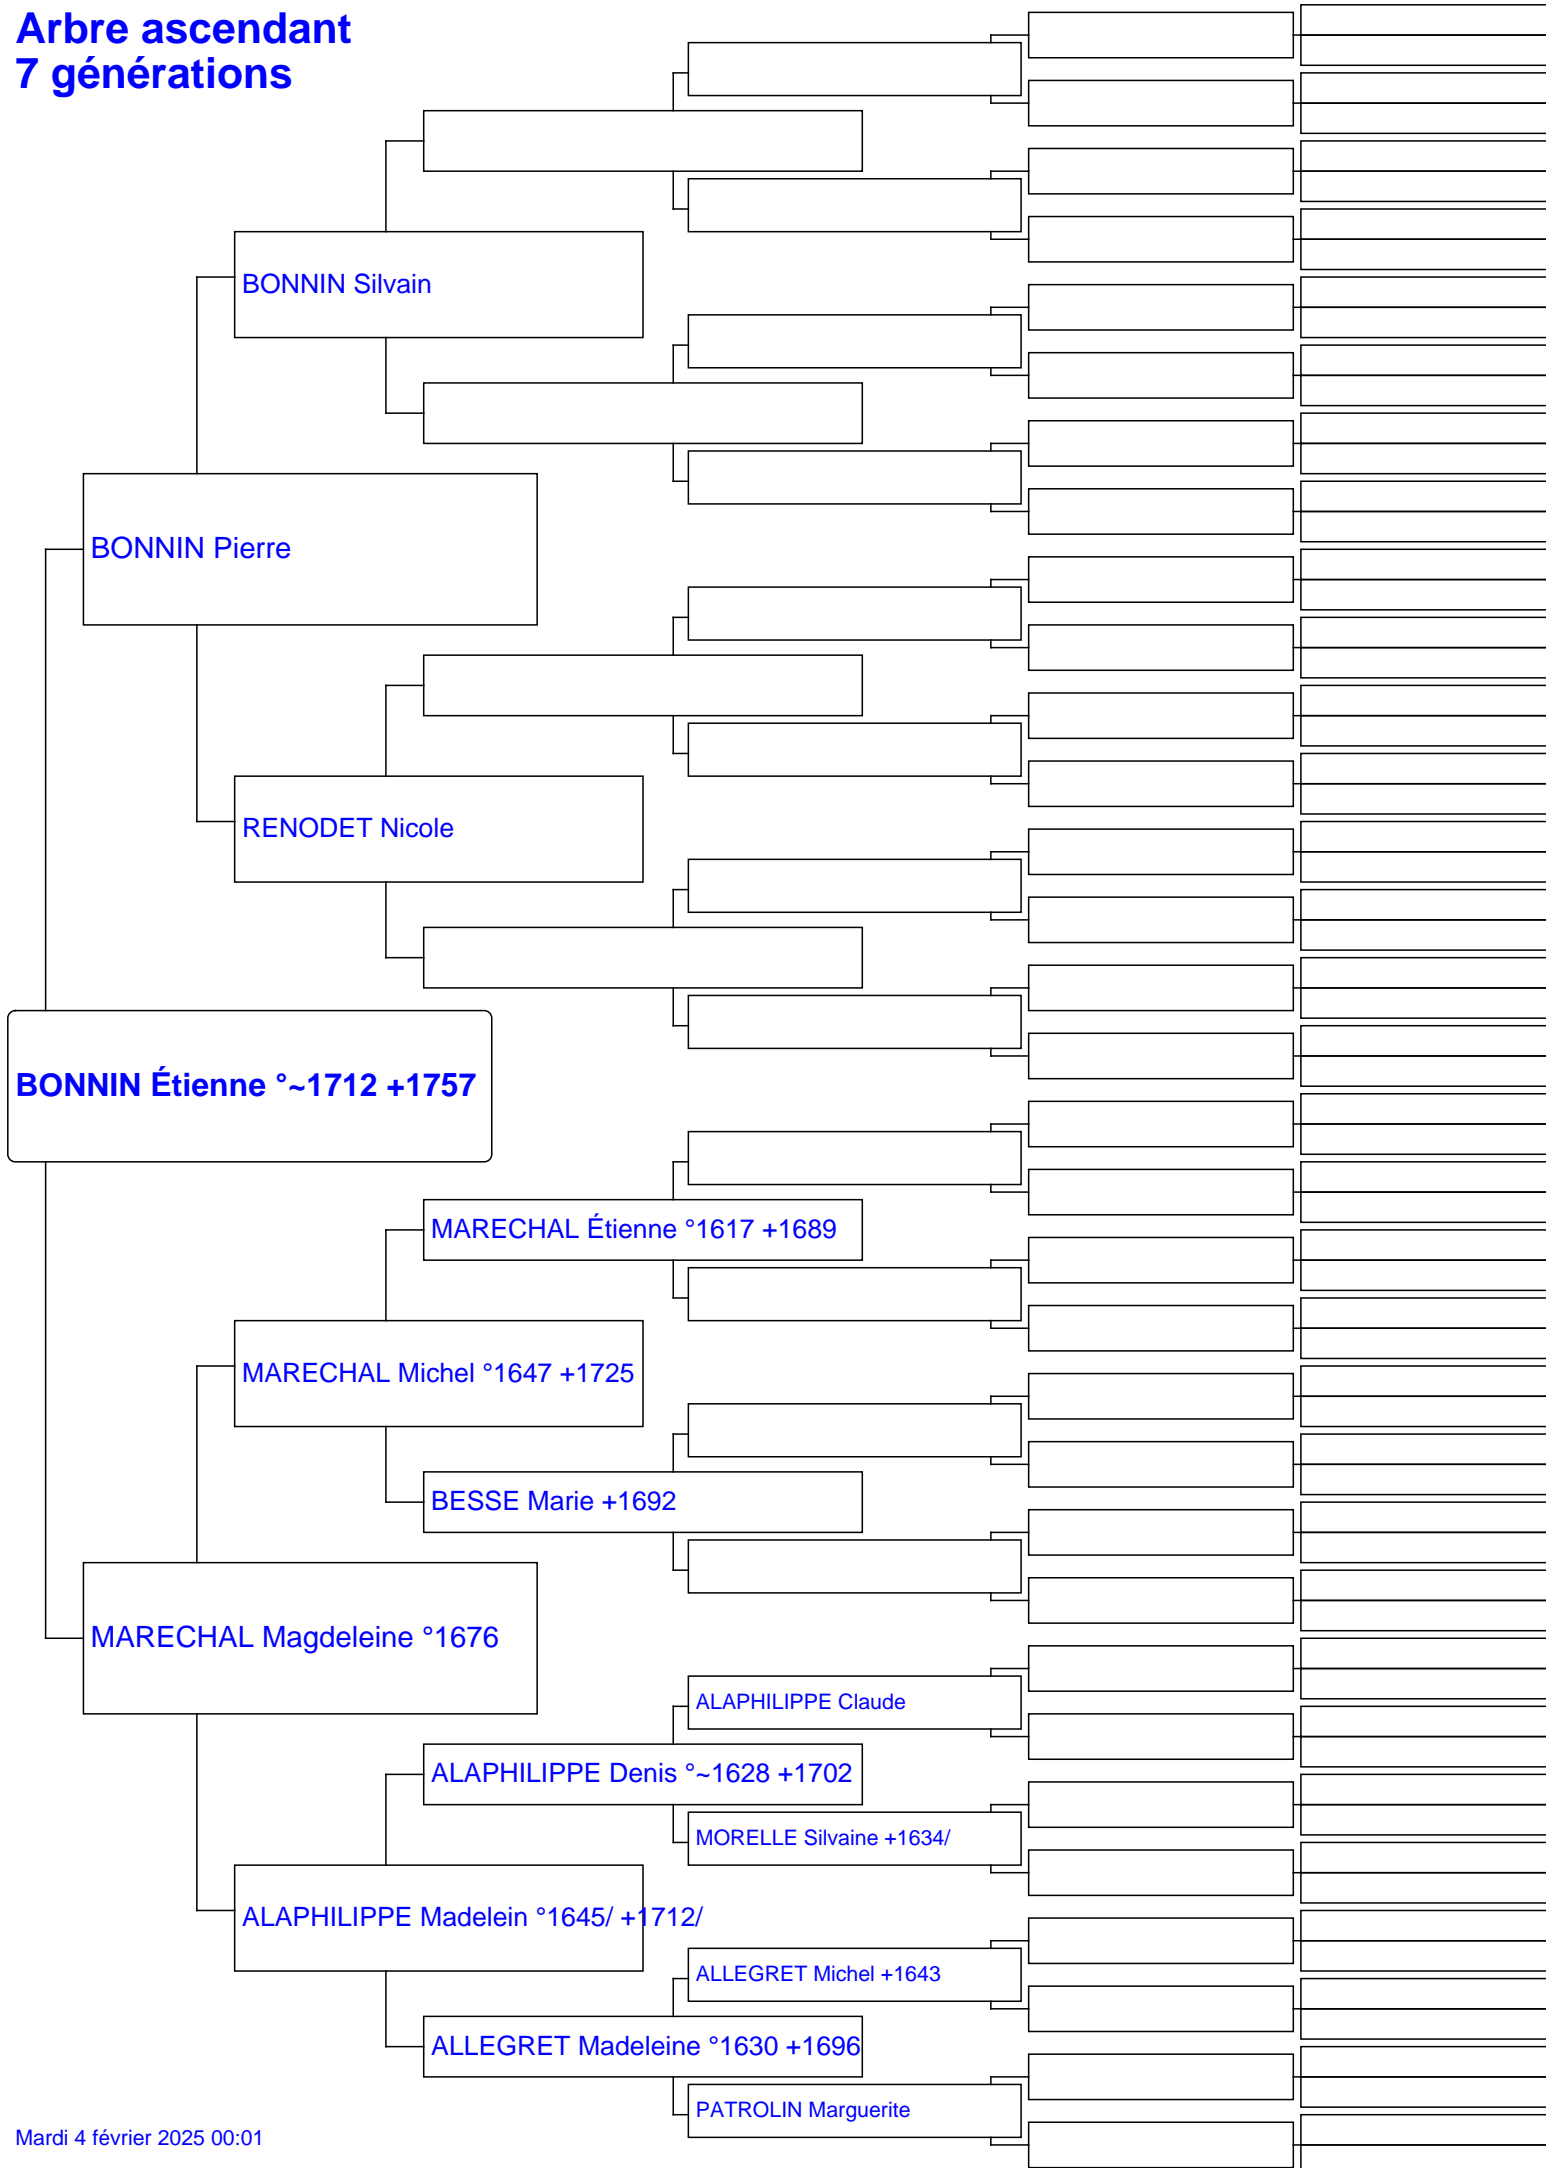 Arbre ascendant
7 générations
BONNIN Silvain
BONNIN Pierre
RENODET Nicole
BONNIN Étienne °~1712 +1757
MARECHAL Étienne °1617 +1689
MARECHAL Michel °1647 +1725
BESSE Marie +1692
MARECHAL Magdeleine °1676
ALAPHILIPPE Claude
ALAPHILIPPE Denis °~1628 +1702
MORELLE Silvaine +1634/
ALAPHILIPPE Madelein °1645/ +1712/
ALLEGRET Michel +1643
ALLEGRET Madeleine °1630 +1696
PATROLIN Marguerite
Mardi 4 février 2025 00:01